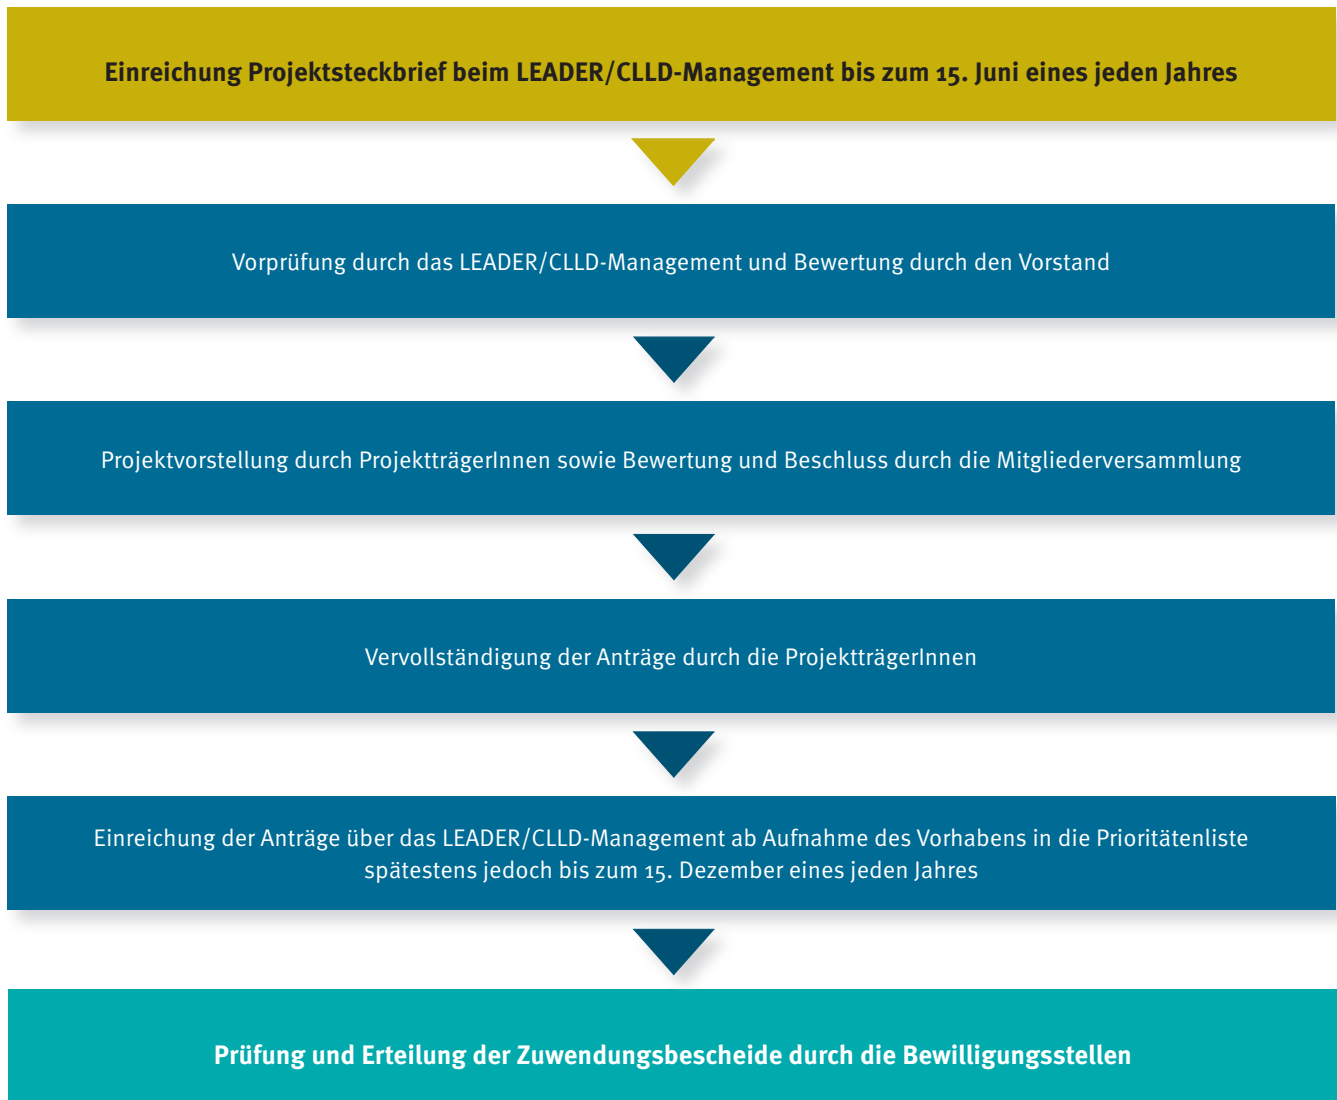 Einreichung Projektsteckbrief beim LEADER/CLLD-Management bis zum 15. Juni eines jeden Jahres
Vorprüfung durch das LEADER/CLLD-Management und Bewertung durch den Vorstand
Projektvorstellung durch ProjektträgerInnen sowie Bewertung und Beschluss durch die Mitgliederversammlung
Vervollständigung der Anträge durch die ProjektträgerInnen
Einreichung der Anträge über das LEADER/CLLD-Management ab Aufnahme des Vorhabens in die Prioritätenliste
spätestens jedoch bis zum 15. Dezember eines jeden Jahres
Prüfung und Erteilung der Zuwendungsbescheide durch die Bewilligungsstellen